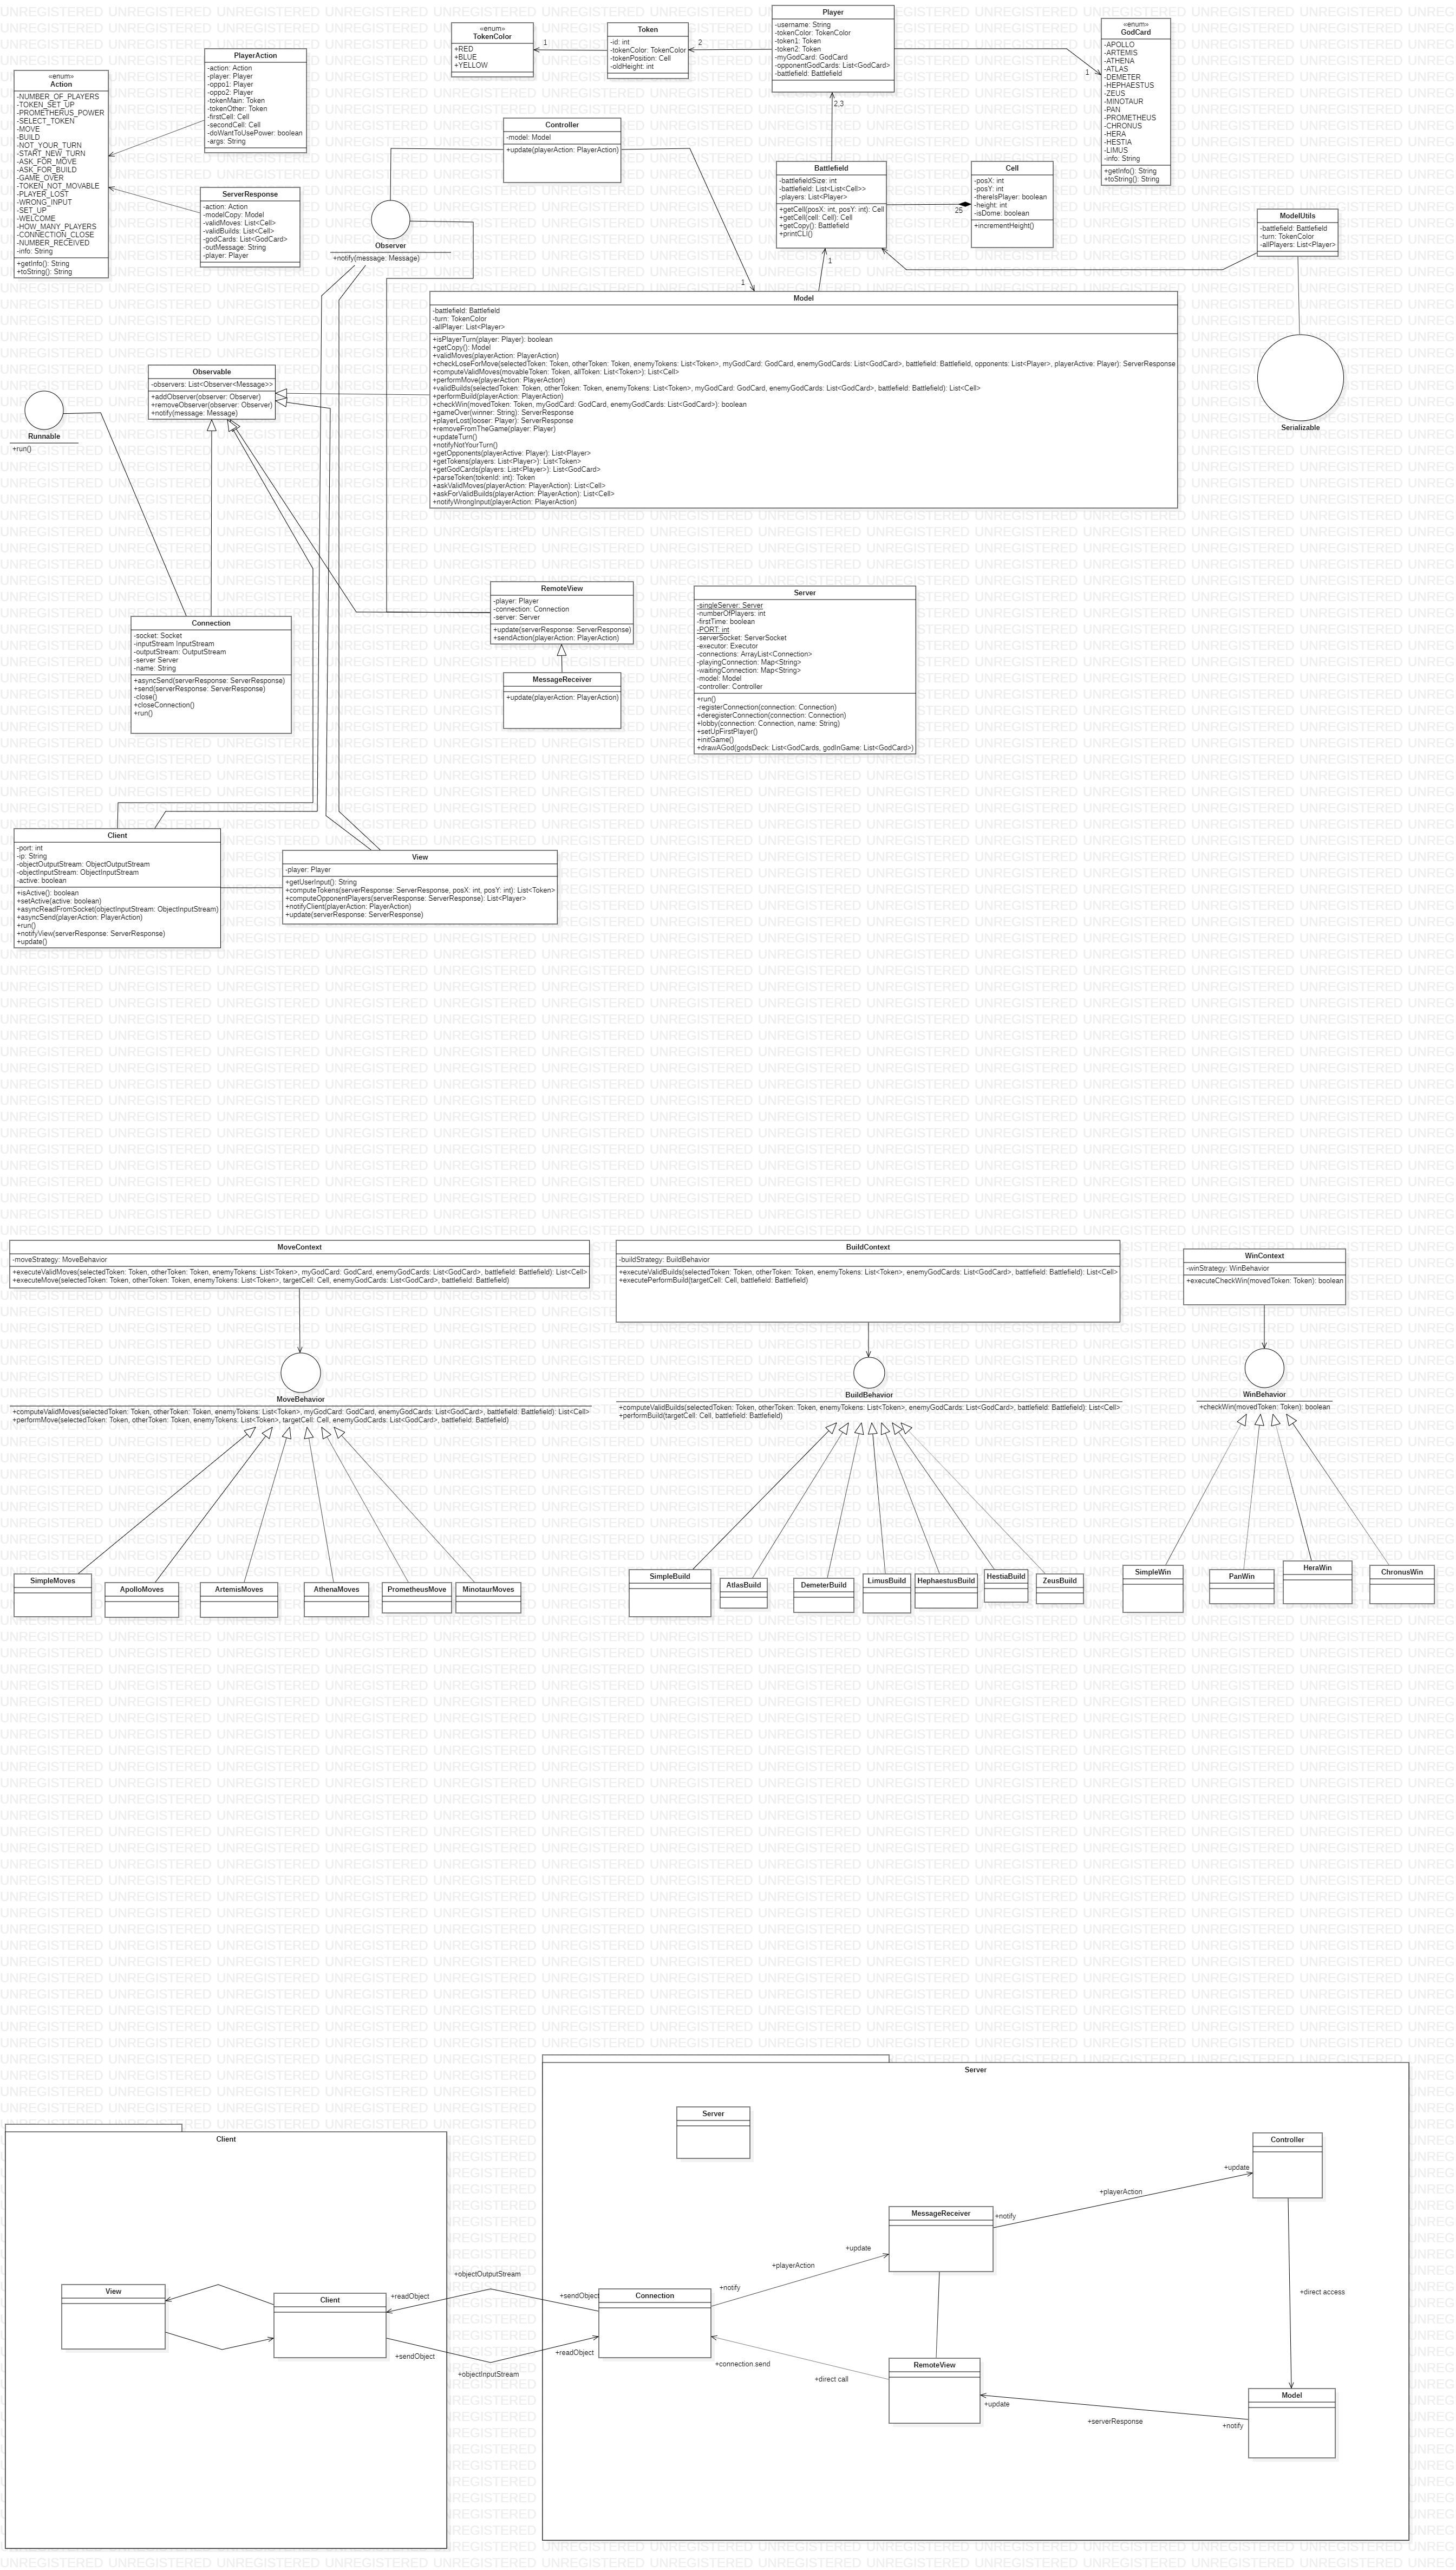 «enum»
Action
-NUMBER_OF_PLAYERS
-TOKEN_SET_UP
-PROMETHERUS_POWER
-SELECT_TOKEN
-MOVE
-BUILD
-NOT_YOUR_TURN
-START_NEW_TURN
-ASK_FOR_MOVE
-ASK_FOR_BUILD
-GAME_OVER
-TOKEN_NOT_MOVABLE
-PLAYER_LOST
-WRONG_INPUT
-SET_UP
-WELCOME
-HOW_MANY_PLAYERS
-CONNECTION_CLOSE
-NUMBER_RECEIVED
-info: String
+getInfo(): String
+toString(): String
PlayerAction
-action: Action
-player: Player
-oppo1: Player
-oppo2: Player
-tokenMain: Token
-tokenOther: Token
-firstCell: Cell
-secondCell: Cell
-doWantToUsePower: boolean
-args: String
ServerResponse
-action: Action
-modelCopy: Model
-validMoves: List<Cell>
-validBuilds: List<Cell>
-godCards: List<GodCard>
-outMessage: String
-player: Player
«enum»
TokenColor
+RED
+BLUE
+YELLOW
1
Token
-id: int
-tokenColor: TokenColor
-tokenPosition: Cell
-oldHeight: int
2
Player
-username: String
-tokenColor: TokenColor
-token1: Token
-token2: Token
-myGodCard: GodCard
-opponentGodCards: List<GodCard>
-battlefield: Battlefield
1
«enum»
GodCard
-APOLLO
-ARTEMIS
-ATHENA
-ATLAS
-DEMETER
-HEPHAESTUS
-ZEUS
-MINOTAUR
-PAN
-PROMETHEUS
-CHRONUS
-HERA
-HESTIA
-LIMUS
-info: String
+getInfo(): String
+toString(): String
2,3
Controller
-model: Model
+update(playerAction: PlayerAction)
Battlefield
-battlefieldSize: int
-battlefield: List<List<Cell>>
-players: List<Player>
+getCell(posX: int, posY: int): Cell
+getCell(cell: Cell): Cell
+getCopy(): Battlefield
+printCLI()
25
Cell
-posX: int
-posY: int
-thereIsPlayer: boolean
-height: int
-isDome: boolean
+incrementHeight()
ModelUtils
-battlefield: Battlefield
-turn: TokenColor
-allPlayers: List<Player>
Observer
+notify(message: Message)
1
1
Model
-battlefield: Battlefield
-turn: TokenColor
-allPlayer: List<Player>
+isPlayerTurn(player: Player): boolean
+getCopy(): Model
+validMoves(playerAction: PlayerAction)
+checkLoseForMove(selectedToken: Token, otherToken: Token, enemyTokens: List<Token>, myGodCard: GodCard, enemyGodCards: List<GodCard>, battlefield: Battlefield, opponents: List<Player>, playerActive: Player): ServerResponse
+computeValidMoves(movableToken: Token, allToken: List<Token>): List<Cell>
+performMove(playerAction: PlayerAction)
+validBuilds(selectedToken: Token, otherToken: Token, enemyTokens: List<Token>, myGodCard: GodCard, enemyGodCards: List<GodCard>, battlefield: Battlefield): List<Cell>
+performBuild(playerAction: PlayerAction)
+checkWin(movedToken: Token, myGodCard: GodCard, enemyGodCards: List<GodCard>): boolean
+gameOver(winner: String): ServerResponse
+playerLost(looser: Player): ServerResponse
+removeFromTheGame(player: Player)
+updateTurn()
+notifyNotYourTurn()
+getOpponents(playerActive: Player): List<Player>
+getTokens(players: List<Player>): List<Token>
+getGodCards(players: List<Player>): List<GodCard>
+parseToken(tokenId: int): Token
+askValidMoves(playerAction: PlayerAction): List<Cell>
+askForValidBuilds(playerAction: PlayerAction): List<Cell>
+notifyWrongInput(playerAction: PlayerAction)
Serializable
Observable
-observers: List<Observer<Message>>
+addObserver(observer: Observer)
+removeObserver(observer: Observer)
+notify(message: Message)
Runnable
+run()
Connection
-socket: Socket
-inputStream InputStream
-outputStream: OutputStream
-server Server
-name: String
+asyncSend(serverResponse: ServerResponse)
+send(serverResponse: ServerResponse)
-close()
+closeConnection()
+run()
RemoteView
-player: Player
-connection: Connection
-server: Server
+update(serverResponse: ServerResponse)
+sendAction(playerAction: PlayerAction)
MessageReceiver
+update(playerAction: PlayerAction)
Server
-singleServer: Server
-numberOfPlayers: int
-firstTime: boolean
-PORT: int
-serverSocket: ServerSocket
-executor: Executor
-connections: ArrayList<Connection>
-playingConnection: Map<String>
-waitingConnection: Map<String>
-model: Model
-controller: Controller
+run()
-registerConnection(connection: Connection)
+deregisterConnection(connection: Connection)
+lobby(connection: Connection, name: String)
+setUpFirstPlayer()
+initGame()
+drawAGod(godsDeck: List<GodCards, godInGame: List<GodCard>)
Client
-port: int
-ip: String
-objectOutputStream: ObjectOutputStream
-objectInputStream: ObjectInputStream
-active: boolean
+isActive(): boolean
+setActive(active: boolean)
+asyncReadFromSocket(objectInputStream: ObjectInputStream)
+asyncSend(playerAction: PlayerAction)
+run()
+notifyView(serverResponse: ServerResponse)
+update()
View
-player: Player
+getUserInput(): String
+computeTokens(serverResponse: ServerResponse, posX: int, posY: int): List<Token>
+computeOpponentPlayers(serverResponse: ServerResponse): List<Player>
+notifyClient(playerAction: PlayerAction)
+update(serverResponse: ServerResponse)
MoveContext
-moveStrategy: MoveBehavior
+executeValidMoves(selectedToken: Token, otherToken: Token, enemyTokens: List<Token>, myGodCard: GodCard, enemyGodCards: List<GodCard>, battlefield: Battlefield): List<Cell>
+executeMove(selectedToken: Token, otherToken: Token, enemyTokens: List<Token>, targetCell: Cell, enemyGodCards: List<GodCard>, battlefield: Battlefield)
BuildContext
-buildStrategy: BuildBehavior
+executeValidBuilds(selectedToken: Token, otherToken: Token, enemyTokens: List<Token>, enemyGodCards: List<GodCard>, battlefield: Battlefield): List<Cell>
+executePerformBuild(targetCell: Cell, battlefield: Battlefield)
WinContext
-winStrategy: WinBehavior
+executeCheckWin(movedToken: Token): boolean
MoveBehavior
+computeValidMoves(selectedToken: Token, otherToken: Token, enemyTokens: List<Token>, myGodCard: GodCard, enemyGodCards: List<GodCard>, battlefield: Battlefield): List<Cell>
+performMove(selectedToken: Token, otherToken: Token, enemyTokens: List<Token>, targetCell: Cell, enemyGodCards: List<GodCard>, battlefield: Battlefield)
BuildBehavior
+computeValidBuilds(selectedToken: Token, otherToken: Token, enemyTokens: List<Token>, enemyGodCards: List<GodCard>, battlefield: Battlefield): List<Cell>
+performBuild(targetCell: Cell, battlefield: Battlefield)
WinBehavior
+checkWin(movedToken: Token): boolean
SimpleMoves
ApolloMoves
ArtemisMoves
AthenaMoves
PrometheusMove
MinotaurMoves
SimpleBuild
AtlasBuild
DemeterBuild
LimusBuild
HephaestusBuild
HestiaBuild
ZeusBuild
SimpleWin
PanWin
HeraWin
ChronusWin
Client
View
Client
+readObject
+objectOutputStream
+sendObject
+sendObject
+objectInputStream
+readObject
Server
Server
Connection
+notify
+playerAction
+update
MessageReceiver
+notify
+playerAction
+update
Controller
+direct access
Model
+notify
+serverResponse
+update
RemoteView
+direct call
+connection.send